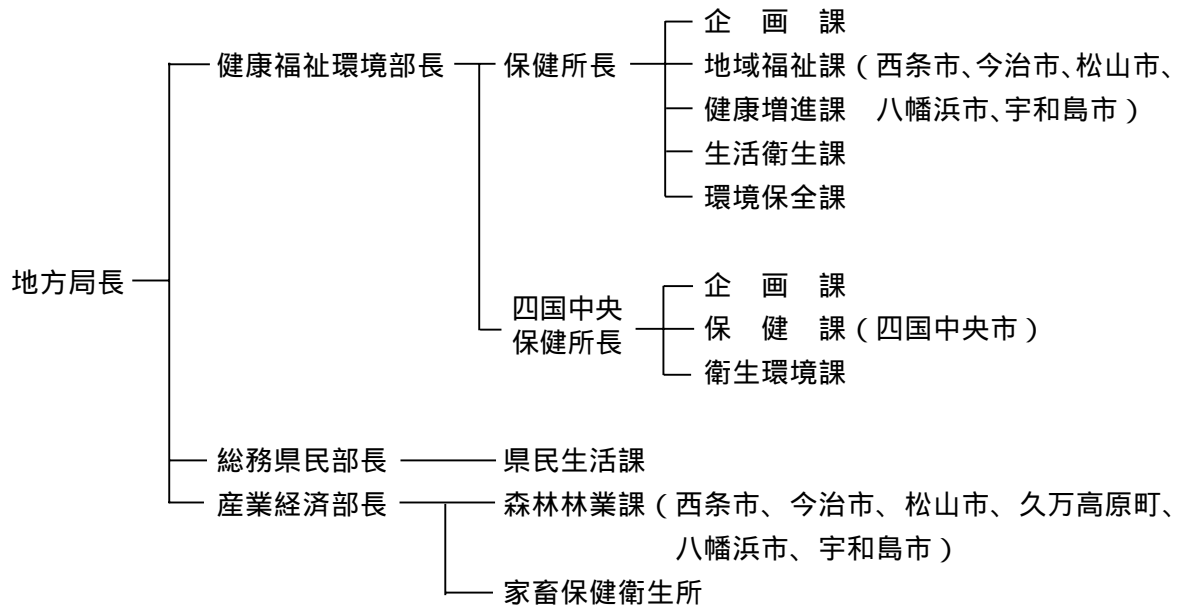 企　画　課
健康福祉環境部長　保健所長　地域福祉課（西条市、今治市、松山市、
健康増進課　八幡浜市、宇和島市）
生活衛生課
環境保全課
地方局長
企　画　課
四国中央
保健所長
保　健　課（四国中央市）
衛生環境課
総務県民部長　県民生活課
産業経済部長　森林林業課（西条市、今治市、松山市、久万高原町、
八幡浜市、宇和島市）
家畜保健衛生所